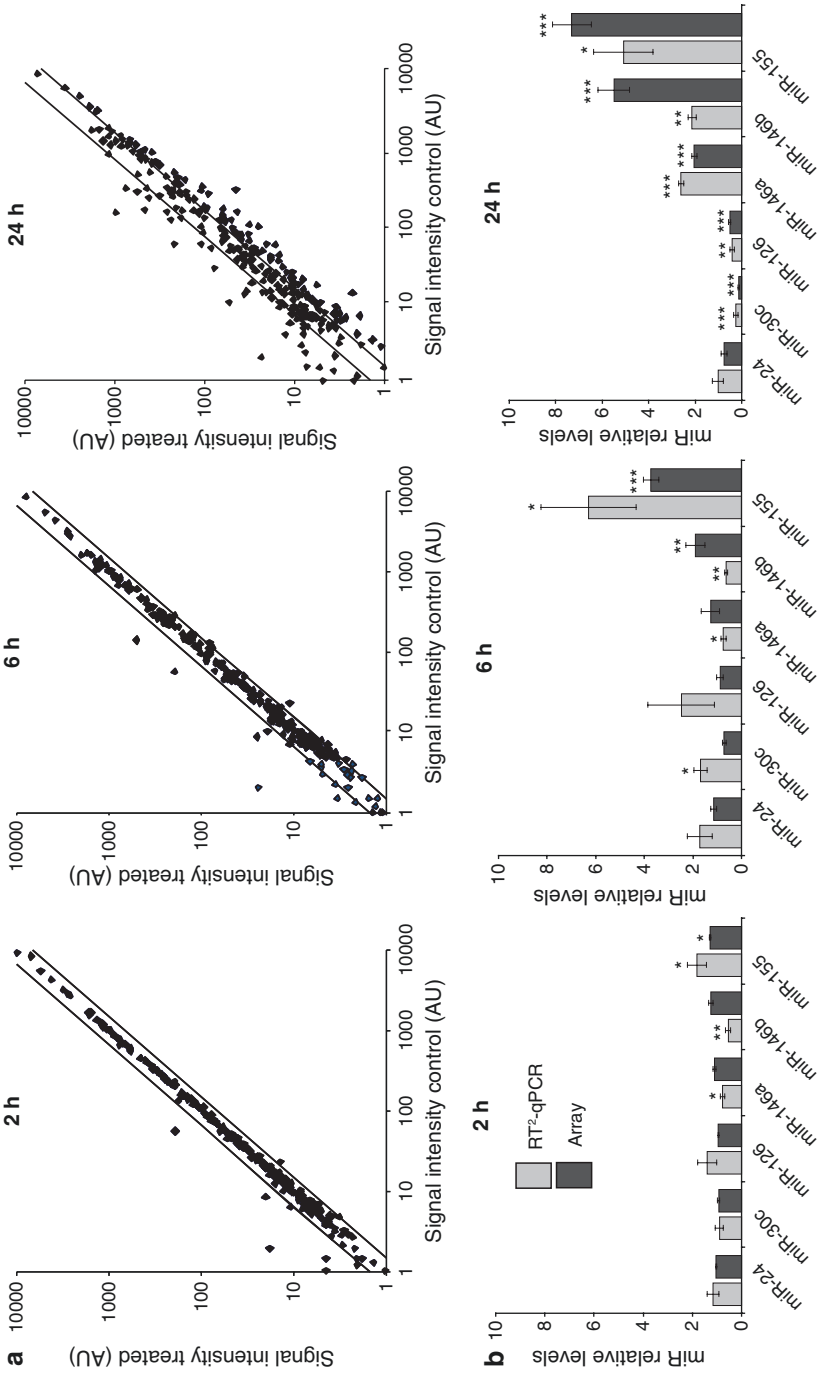 a
2 h
10000
1000
100
10
1
Signal intensity treated (AU)
1
10
100
1000
10000
Signal intensity control (AU)
6 h
10000
1000
100
10
1
Signal intensity treated (AU)
1
10
100
1000
10000
Signal intensity control (AU)
24 h
10000
1000
100
10
1
Signal intensity treated (AU)
1
10
100
1000
10000
Signal intensity control (AU)
b
2 h
RT²-qPCR
Array
10
8
6
4
2
0
miR relative levels
* ** * *
miR-24
miR-30c
miR-126
miR-146a
miR-146b
miR-155
6 h
10
8
6
4
2
0
miR relative levels
* * ** ** * ***
miR-24
miR-30c
miR-126
miR-146a
miR-146b
miR-155
24 h
10
8
6
4
2
0
miR relative levels
*** *** ** *** *** *** ** *** * ***
miR-24
miR-30c
miR-126
miR-146a
miR-146b
miR-155